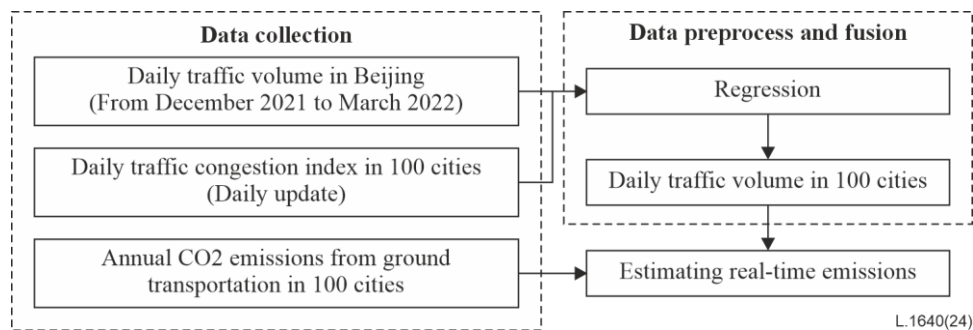 Data collection
Daily traffic volume in Beijing
(From December 2021 to March 2022)
Daily traffic congestion index in 100 cities
(Daily update)
Annual CO2 emissions from ground
transportation in 100 cities
Data preprocess and fusion
Regression
Daily traffic volume in 100 cities
Estimating real-time emissions
L.1640(24)